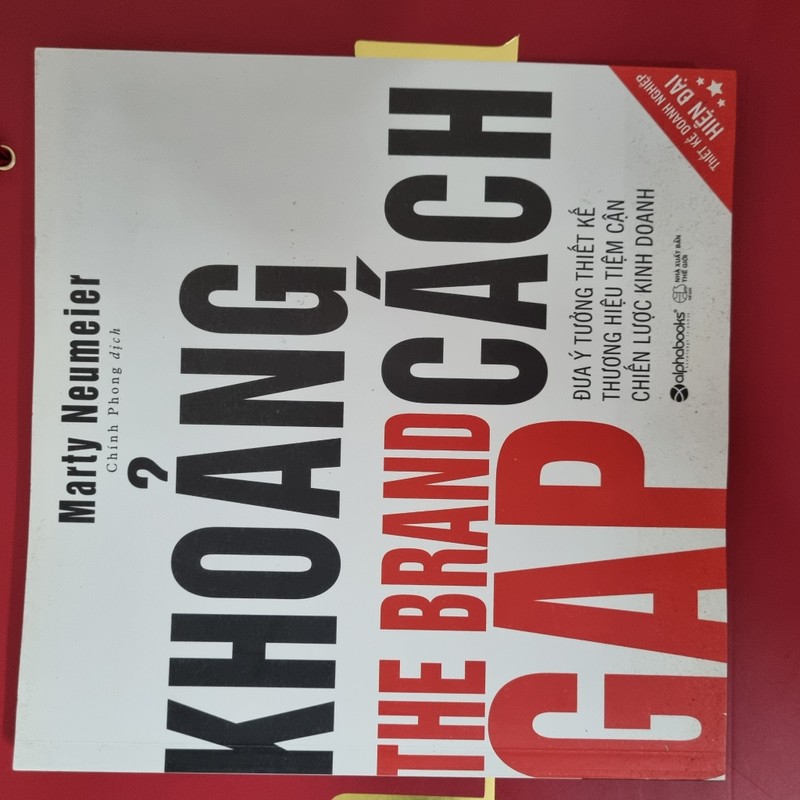 Marty Neumeier
Chính Phong dịch
KHOẢNG
CÁCH
THE BRAND
GAP
ĐƯA Ý TƯỞNG THIẾT KẾ
THƯƠNG HIỆU TIỆM CẬN
CHIẾN LƯỢC KINH DOANH
alphabooks®
NHÀ XUẤT BẢN
THẾ GIỚI
THIẾT KẾ DOANH NGHIỆP
HIỆN ĐẠI